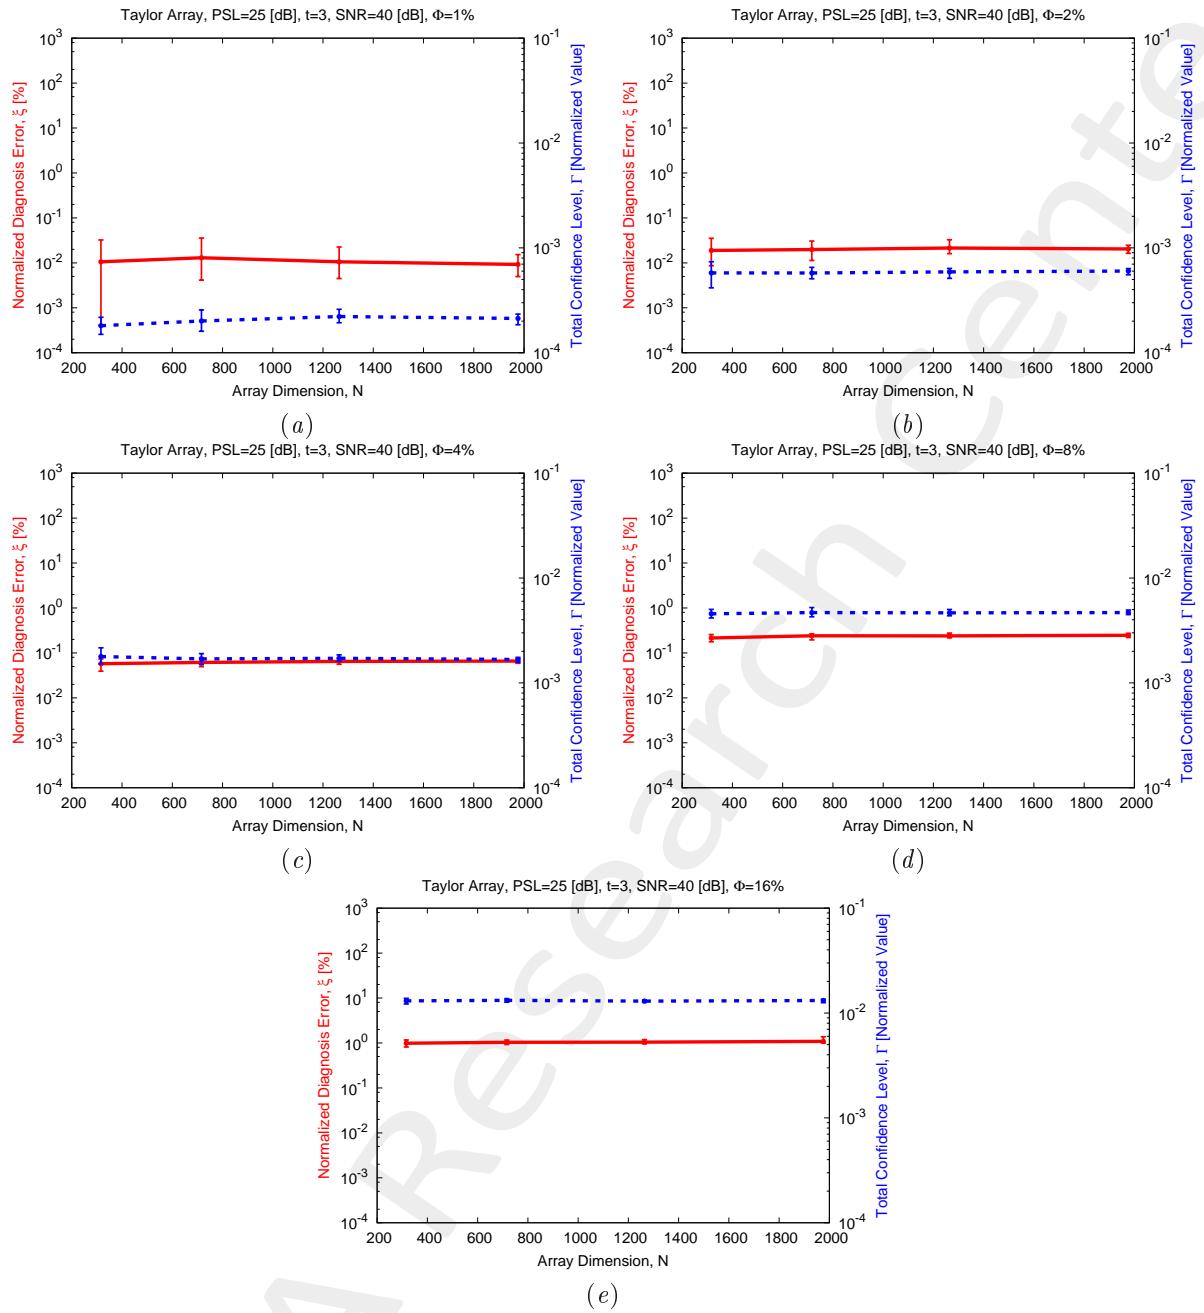 Taylor Array, PSL=25 [dB], t=3, SNR=40 [dB], Φ=1%
Normalized Diagnosis Error, ξ [%]
10^3
10^2
10^1
10^0
10^-1
10^-2
10^-3
10^-4
200 400 600 800 1000 1200 1400 1600 1800 2000
Array Dimension, N
10^-1
10^-2
10^-3
10^-4
Total Confidence Level, Γ [Normalized Value]
(a)
Taylor Array, PSL=25 [dB], t=3, SNR=40 [dB], Φ=2%
Normalized Diagnosis Error, ξ [%]
10^3
10^2
10^1
10^0
10^-1
10^-2
10^-3
10^-4
200 400 600 800 1000 1200 1400 1600 1800 2000
Array Dimension, N
10^-1
10^-2
10^-3
10^-4
Total Confidence Level, Γ [Normalized Value]
(b)
Taylor Array, PSL=25 [dB], t=3, SNR=40 [dB], Φ=4%
Normalized Diagnosis Error, ξ [%]
10^3
10^2
10^1
10^0
10^-1
10^-2
10^-3
10^-4
200 400 600 800 1000 1200 1400 1600 1800 2000
Array Dimension, N
10^-1
10^-2
10^-3
10^-4
Total Confidence Level, Γ [Normalized Value]
(c)
Taylor Array, PSL=25 [dB], t=3, SNR=40 [dB], Φ=8%
Normalized Diagnosis Error, ξ [%]
10^3
10^2
10^1
10^0
10^-1
10^-2
10^-3
10^-4
200 400 600 800 1000 1200 1400 1600 1800 2000
Array Dimension, N
10^-1
10^-2
10^-3
10^-4
Total Confidence Level, Γ [Normalized Value]
(d)
Taylor Array, PSL=25 [dB], t=3, SNR=40 [dB], Φ=16%
Normalized Diagnosis Error, ξ [%]
10^3
10^2
10^1
10^0
10^-1
10^-2
10^-3
10^-4
200 400 600 800 1000 1200 1400 1600 1800 2000
Array Dimension, N
10^-1
10^-2
10^-3
10^-4
Total Confidence Level, Γ [Normalized Value]
(e)
A Research Cente